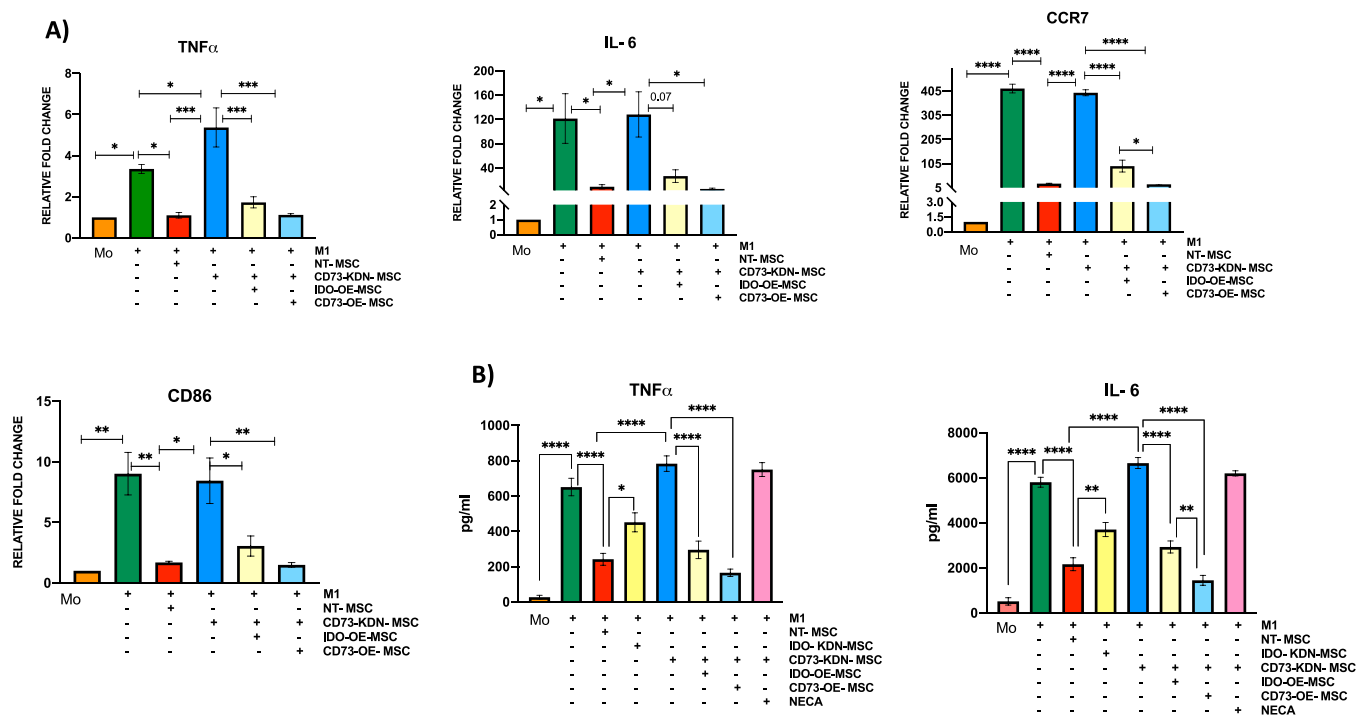 A)
TNFα
RELATIVE FOLD CHANGE
8
6
4
2
0
* * * *** *** ***
Mo + + + + + M1
- - + - - - NT- MSC
- - - + + + CD73-KDN- MSC
- - - - + - IDO-OE-MSC
- - - - - + CD73-OE- MSC
IL- 6
RELATIVE FOLD CHANGE
200
160
120
80
40
2
1
0
* * * 0.07 *
Mo + + + + + M1
- - + - - - NT- MSC
- - - + + + CD73-KDN- MSC
- - - - + - IDO-OE-MSC
- - - - - + CD73-OE- MSC
CCR7
RELATIVE FOLD CHANGE
405
305
205
105
5
3.0
1.5
0.0
**** **** **** **** **** *
Mo + + + + + M1
- - + - - - NT- MSC
- - - + + + CD73-KDN- MSC
- - - - + - IDO-OE-MSC
- - - - - + CD73-OE- MSC
CD86
RELATIVE FOLD CHANGE
15
10
5
0
** ** * * **
Mo + + + + + M1
- - + - - - NT- MSC
- - - + + + CD73-KDN- MSC
- - - - + - IDO-OE-MSC
- - - - - + CD73-OE- MSC
B)
TNFα
pg/ml
1000
800
600
400
200
0
**** **** * **** **** ****
Mo + + + + + + + M1
- - + - - - - - NT- MSC
- - - + - - - - IDO- KDN-MSC
- - - - + + + + CD73-KDN- MSC
- - - - - + - - IDO-OE-MSC
- - - - - - + - CD73-OE- MSC
- - - - - - - + NECA
IL- 6
pg/ml
8000
6000
4000
2000
0
**** **** ** **** **** **** **
Mo + + + + + + + M1
- - + - - - - - NT- MSC
- - - + - - - - IDO- KDN-MSC
- - - - + + + + CD73-KDN- MSC
- - - - - + - - IDO-OE-MSC
- - - - - - + - CD73-OE- MSC
- - - - - - - + NECA